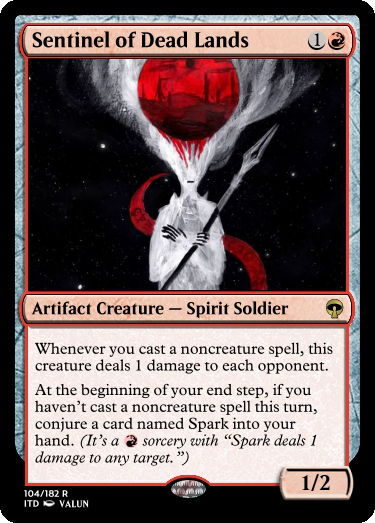 Sentinel of Dead Lands 1
Artifact Creature — Spirit Soldier
Whenever you cast a noncreature spell, this
creature deals 1 damage to each opponent.
At the beginning of your end step, if you
haven't cast a noncreature spell this turn,
conjure a card named Spark into your
hand. (It's a sorcery with “Spark deals 1
damage to any target.”)
1/2
104/182 R
ITD VALUN